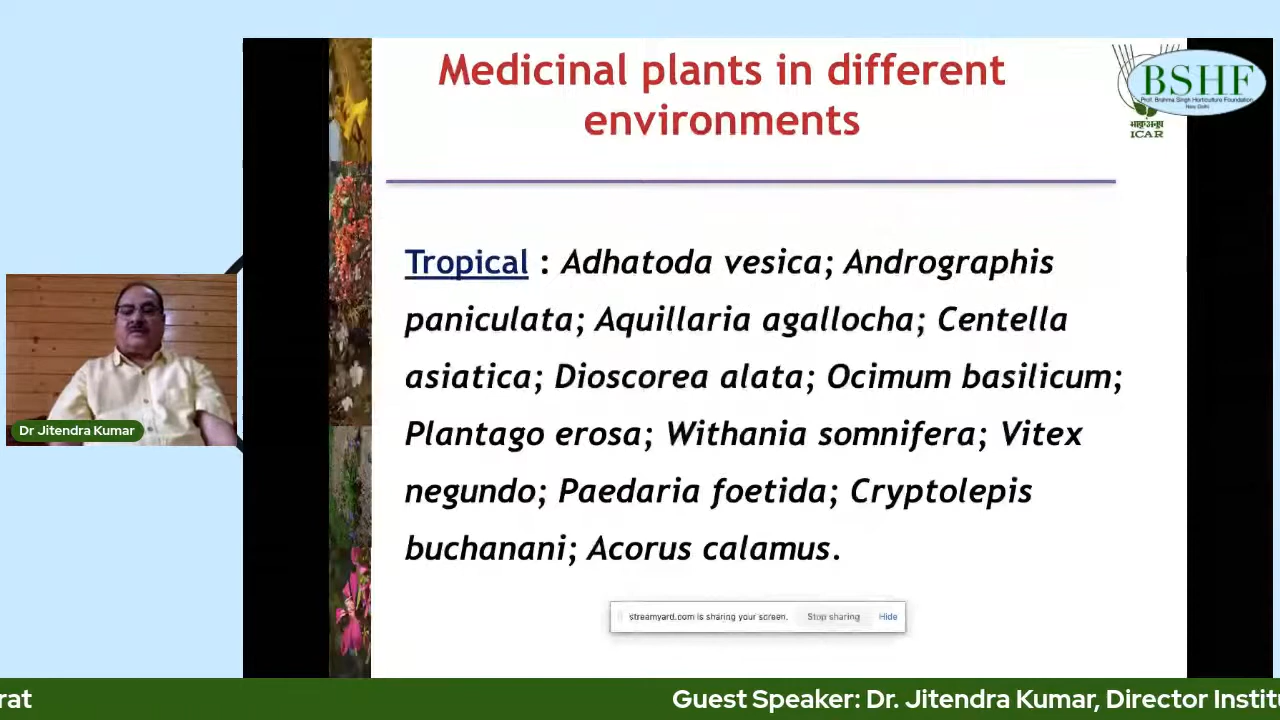 Medicinal plants in different
environments
BSHF
Prof. Brahma Singh Horticulture Foundation
New Delhi
भाकृअनुप
ICAR
Tropical : Adhatoda vesica; Andrographis
paniculata; Aquillaria agallocha; Centella
asiatica; Dioscorea alata; Ocimum basilicum;
Plantago erosa; Withania somnifera; Vitex
negundo; Paedaria foetida; Cryptolepis
buchanani; Acorus calamus.
Dr Jitendra Kumar
streamyard.com is sharing your screen. Stop sharing Hide
rat Guest Speaker: Dr. Jitendra Kumar, Director Institu